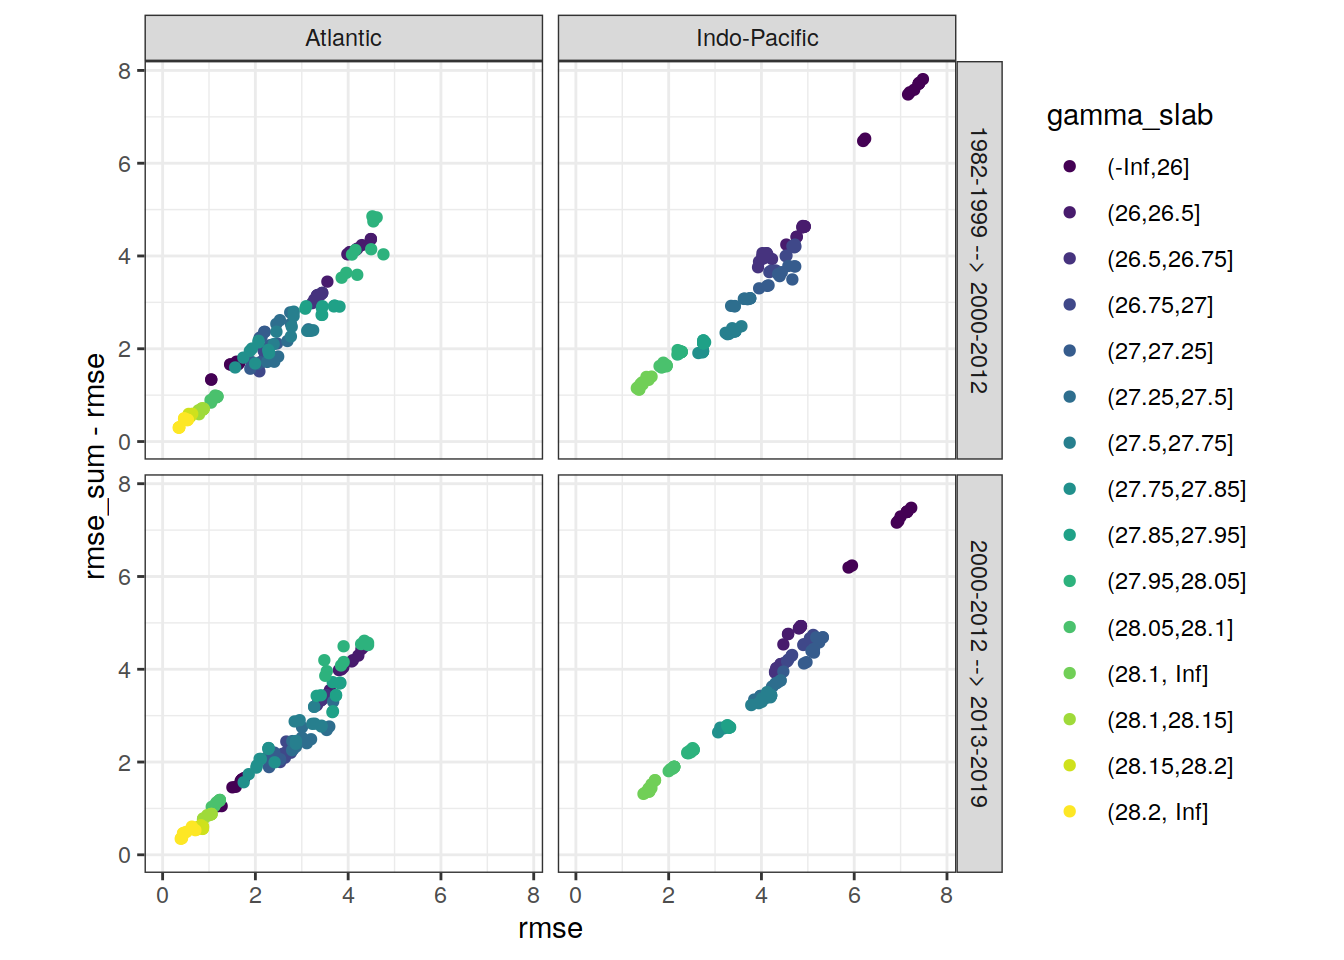 Atlantic
Indo-Pacific
8
6
4
2
0
1982-1999 --> 2000-2012
8
6
4
2
0
2000-2012 --> 2013-2019
0 2 4 6 8
0 2 4 6 8
rmse
rmse_sum - rmse
gamma_slab
(-Inf,26]
(26,26.5]
(26.5,26.75]
(26.75,27]
(27,27.25]
(27.25,27.5]
(27.5,27.75]
(27.75,27.85]
(27.85,27.95]
(27.95,28.05]
(28.05,28.1]
(28.1, Inf]
(28.1,28.15]
(28.15,28.2]
(28.2, Inf]